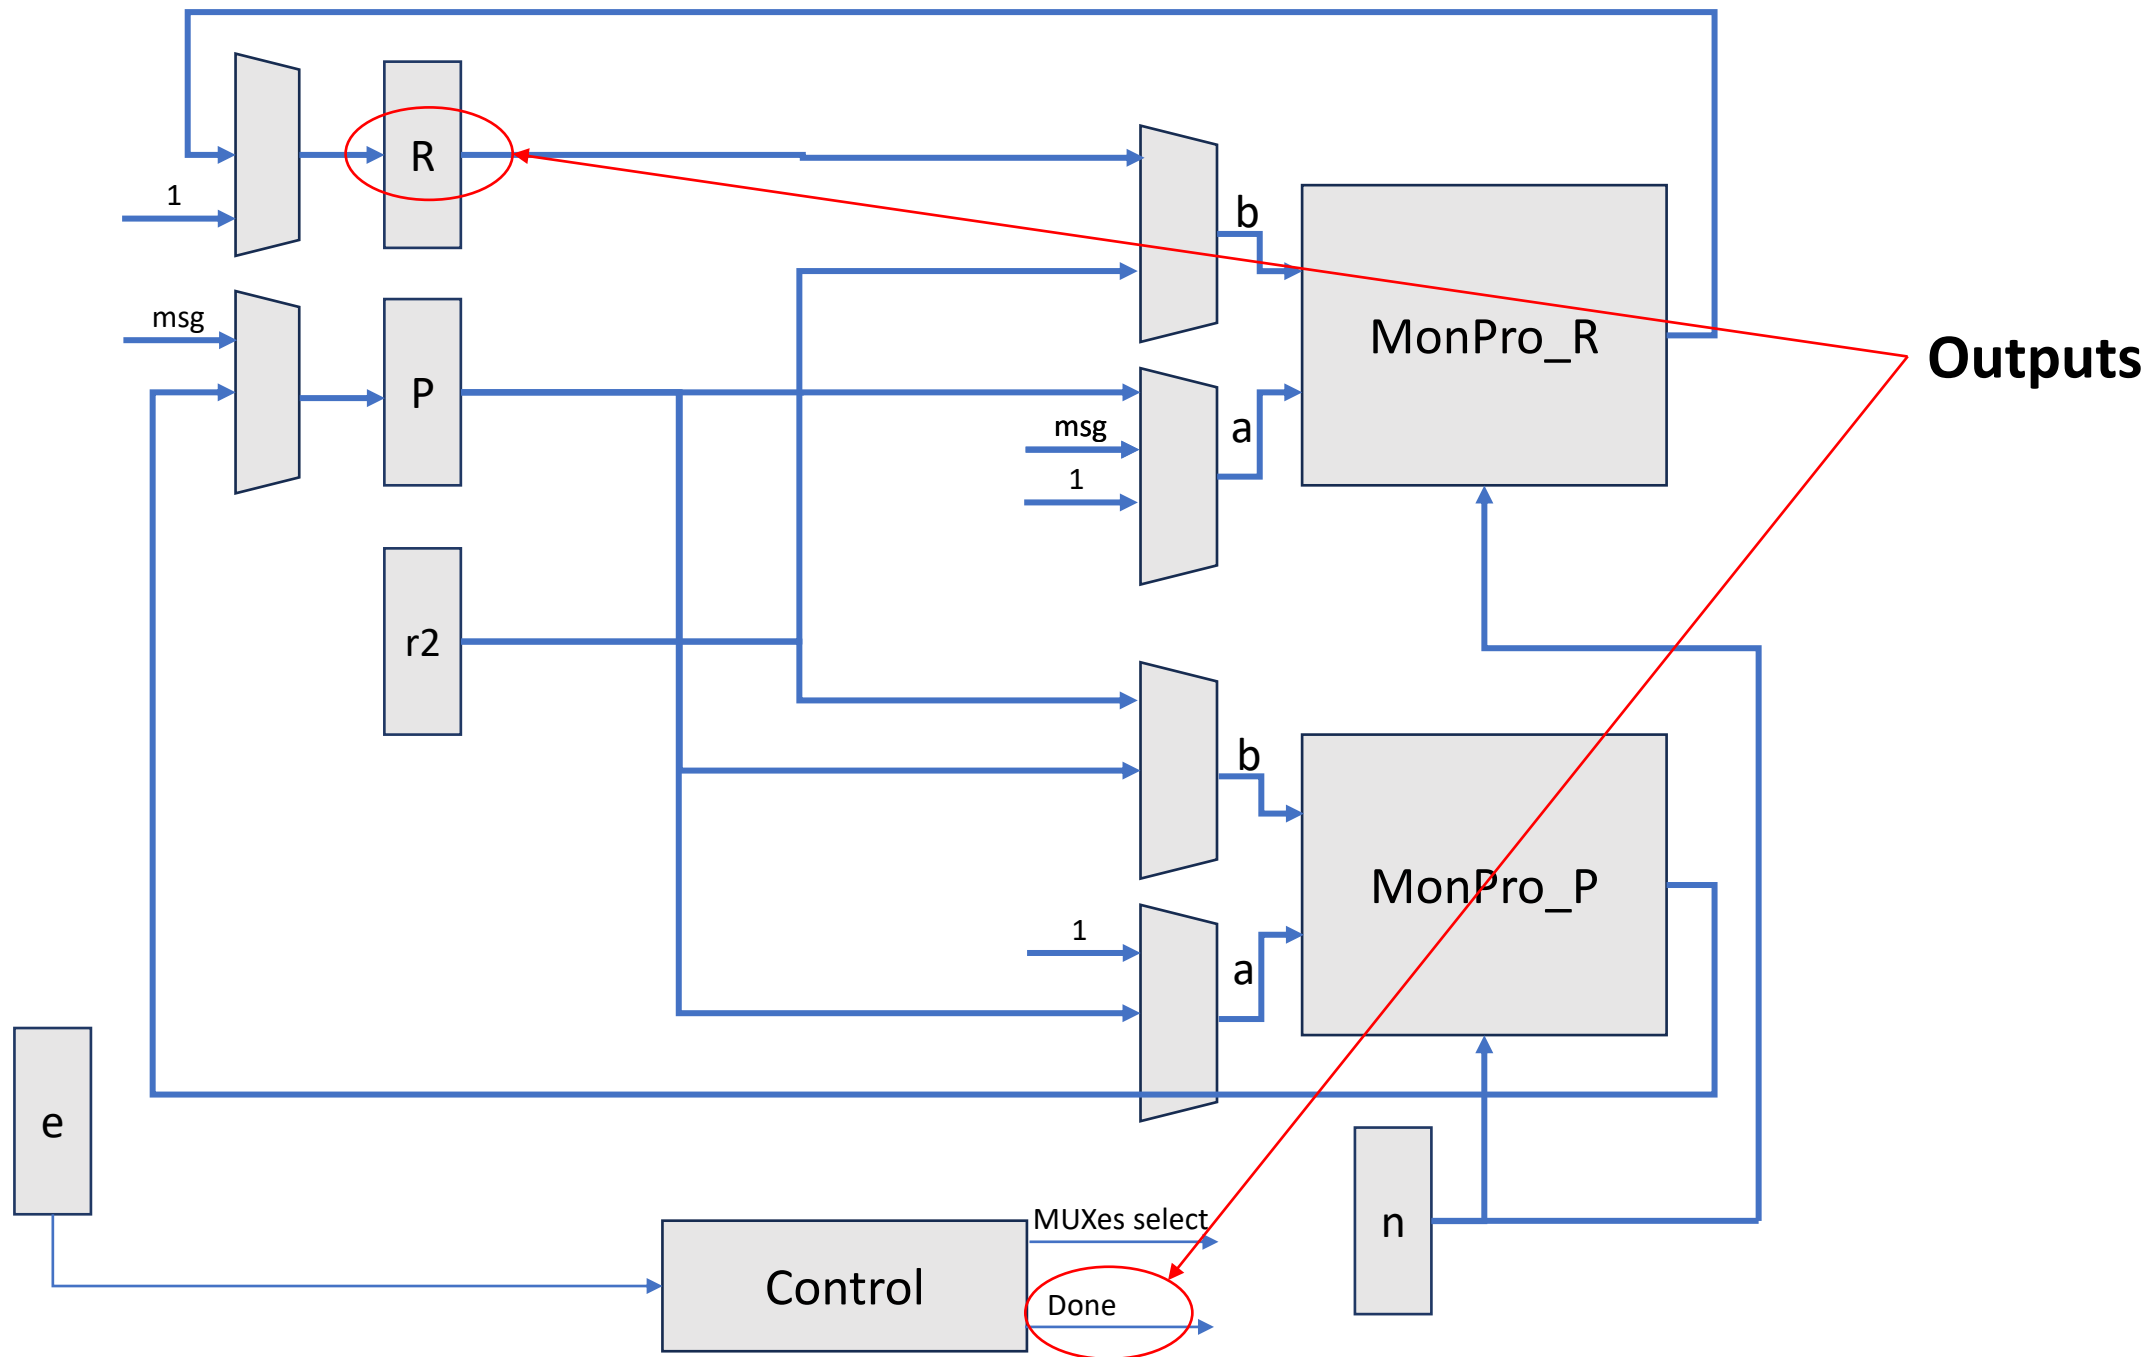 R
1
b
msg
MonPro_R
Outputs
P
msg
a
1
r2
b
MonPro_P
1
a
e
MUXes select
n
Control
Done